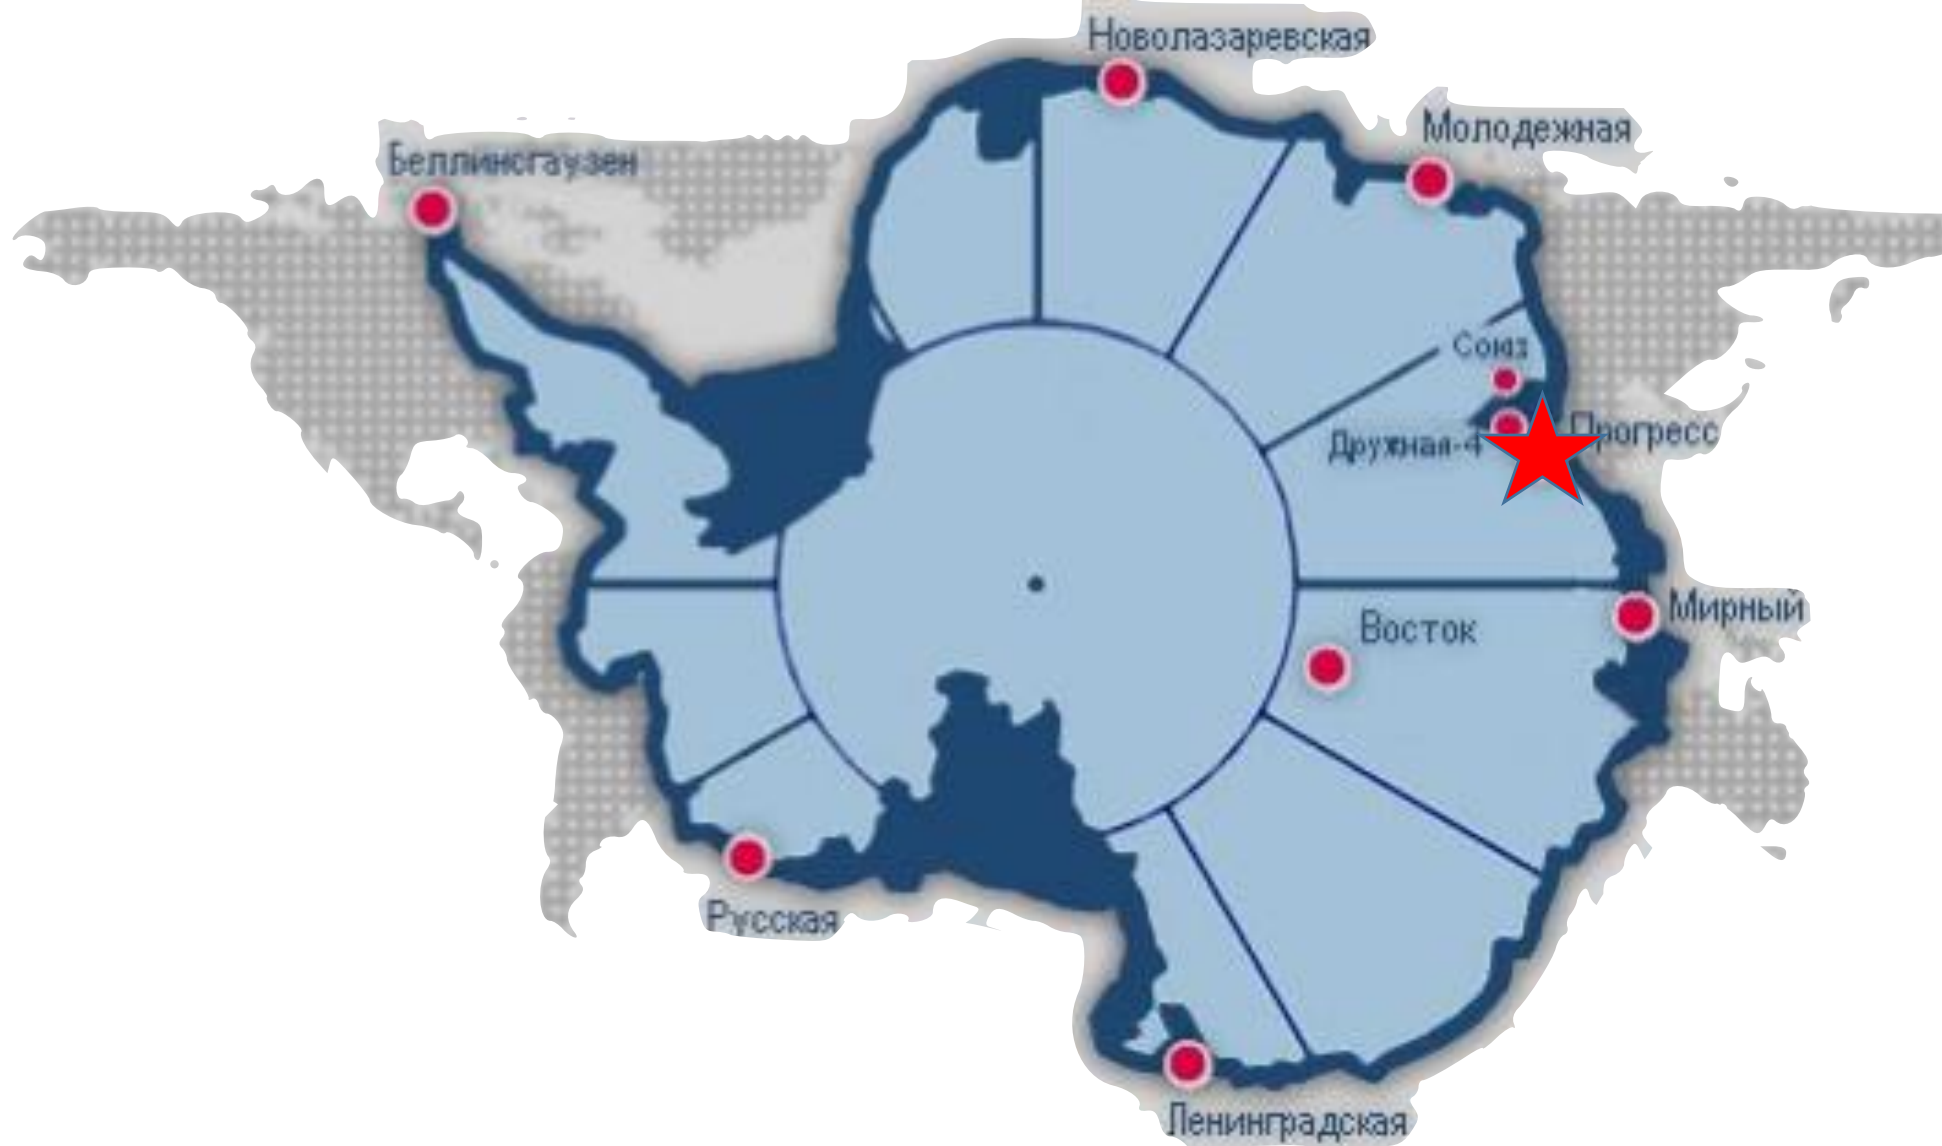 Новолазаревская
Молодежная
Беллинсгаузен
Союз
Прогресс
Дружная-4
Мирный
Восток
Русская
Ленинградская